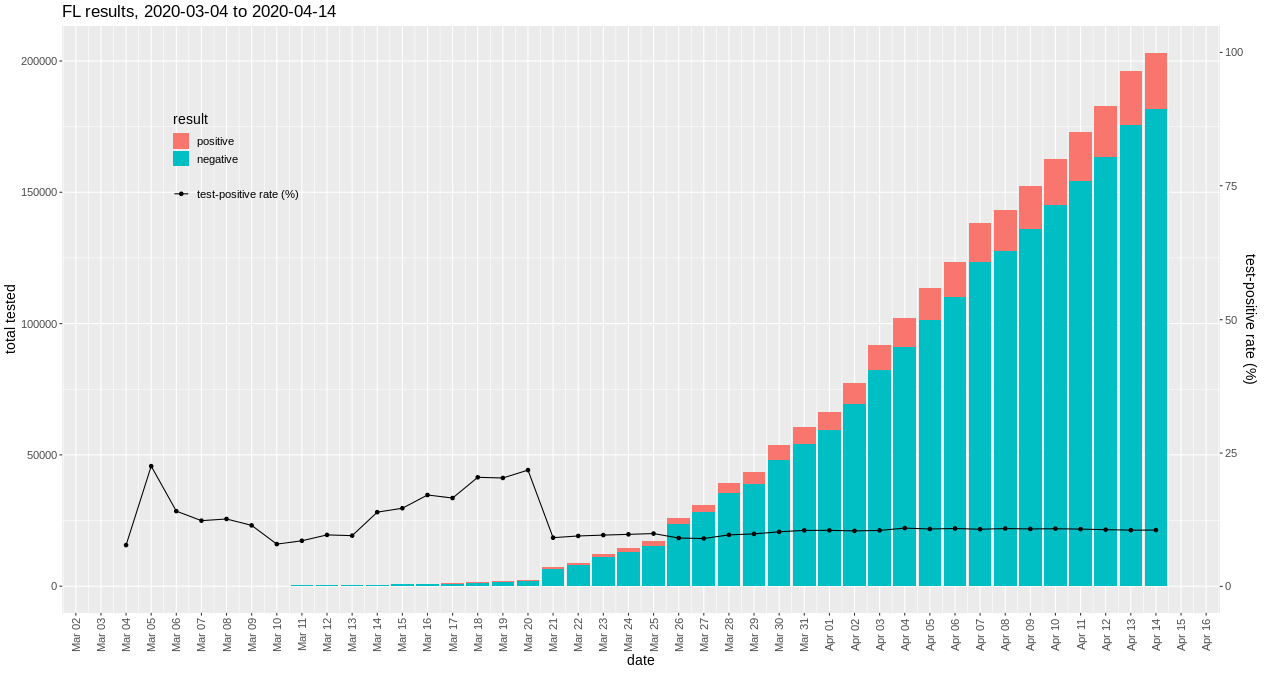 FL results, 2020-03-04 to 2020-04-14
200000
150000
100000
50000
0
total tested
result
positive
negative
test-positive rate (%)
100
75
50
25
0
test-positive rate (%)
Mar 02
Mar 03
Mar 04
Mar 05
Mar 06
Mar 07
Mar 08
Mar 09
Mar 10
Mar 11
Mar 12
Mar 13
Mar 14
Mar 15
Mar 16
Mar 17
Mar 18
Mar 19
Mar 20
Mar 21
Mar 22
Mar 23
Mar 24
Mar 25
Mar 26
Mar 27
Mar 28
Mar 29
Mar 30
Mar 31
Apr 01
Apr 02
Apr 03
Apr 04
Apr 05
Apr 06
Apr 07
Apr 08
Apr 09
Apr 10
Apr 11
Apr 12
Apr 13
Apr 14
Apr 15
Apr 16
date